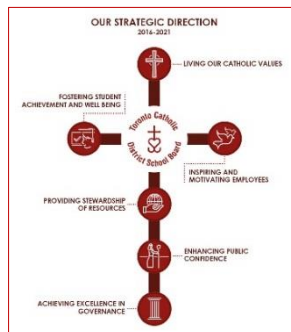 OUR STRATEGIC DIRECTION
2016-2021
LIVING OUR CATHOLIC VALUES
FOSTERING STUDENT
ACHIEVEMENT AND WELL BEING
Toronto Catholic
District School Board
INSPIRING AND
MOTIVATING EMPLOYEES
PROVIDING STEWARDSHIP
OF RESOURCES
ENHANCING PUBLIC
CONFIDENCE
ACHIEVING EXCELLENCE IN
GOVERNANCE